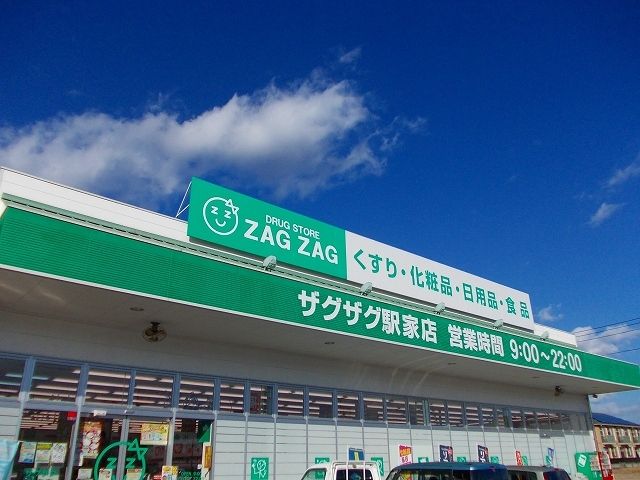 DRUG STORE
ZAG ZAG
くすり・化粧品・日用品・食品
ザグザグ駅家店 営業時間 9:00〜22:00